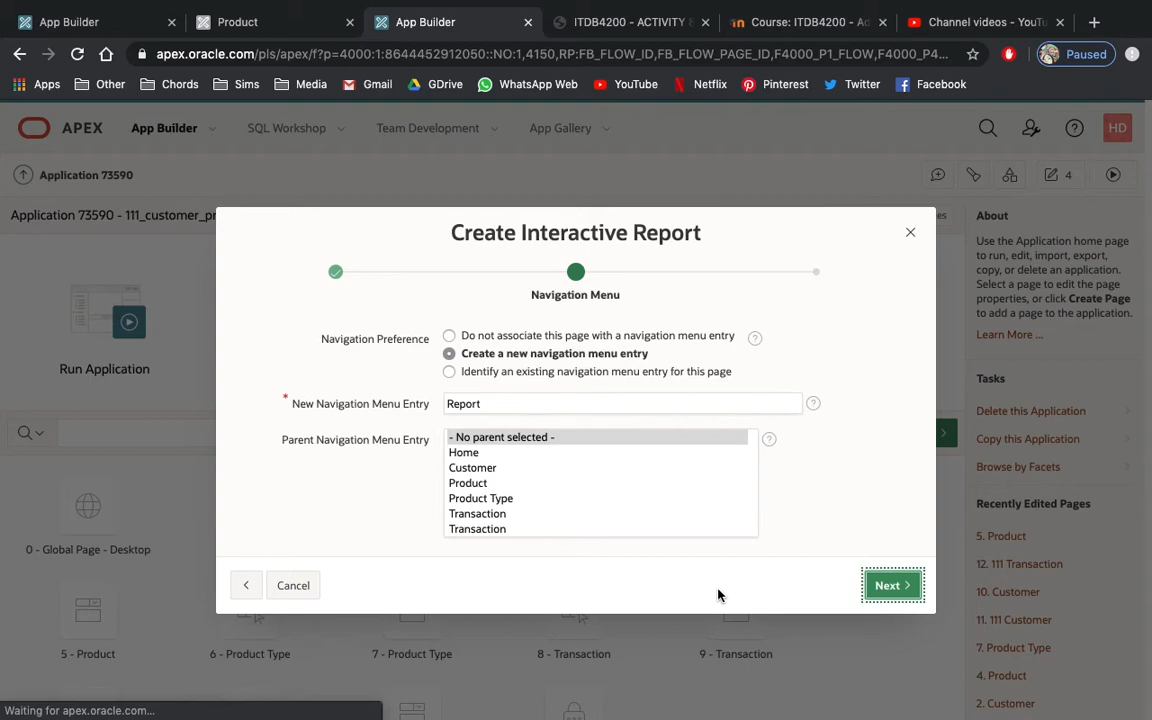 App Builder
Product
App Builder
ITDB4200 - ACTIVITY 8
Course: ITDB4200 - Ad
Channel videos - YouTu
apex.oracle.com/pls/apex/f?p=4000:1:8644452912050::NO:1,4150,RP:FB_FLOW_ID,FB_FLOW_PAGE_ID,F4000_P1_FLOW,F4000_P4...
Paused
Apps
Other
Chords
Sims
Media
Gmail
GDrive
WhatsApp Web
YouTube
Netflix
Pinterest
Twitter
Facebook
APEX
App Builder
SQL Workshop
Team Development
App Gallery
HD
Application 73590
4
Application 73590 - 111_customer_pr
es
Run Application
Create Interactive Report
Navigation Menu
Navigation Preference
Do not associate this page with a navigation menu entry
Create a new navigation menu entry
Identify an existing navigation menu entry for this page
* New Navigation Menu Entry
Report
Parent Navigation Menu Entry
- No parent selected -
Home
Customer
Product
Product Type
Transaction
Transaction
Cancel
Next
About
Use the Application home page
to run, edit, import, export,
copy, or delete an application.
Select a page to edit the page
properties, or click Create Page
to add a page to the application.
Learn More ...
Tasks
Delete this Application
Copy this Application
Browse by Facets
Recently Edited Pages
5. Product
12. 111 Transaction
10. Customer
11. 111 Customer
7. Product Type
4. Product
2. Customer
0 - Global Page - Desktop
5 - Product
6 - Product Type
7 - Product Type
8 - Transaction
9 - Transaction
Waiting for apex.oracle.com...